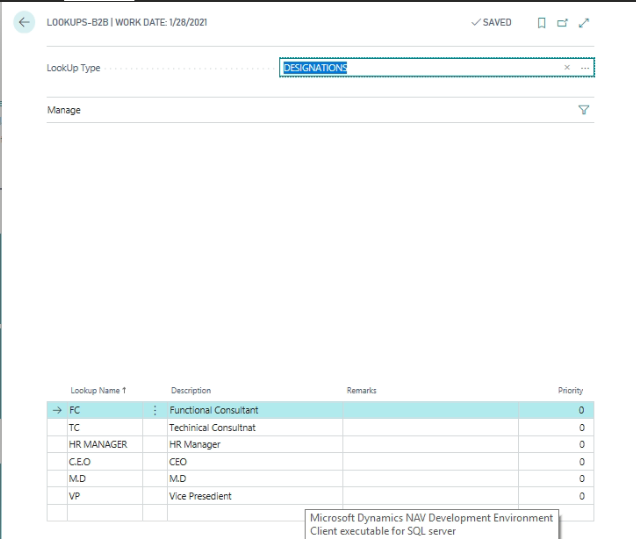 LOOKUPS-B2B | WORK DATE: 1/28/2021
✓ SAVED
LookUp Type
DESIGNATIONS
Manage
Lookup Name ↑ Description Remarks Priority
→ FC Functional Consultant 0
TC Techinical Consultnat 0
HR MANAGER HR Manager 0
C.E.O CEO 0
M.D M.D 0
VP Vice Presedient 0
Microsoft Dynamics NAV Development Environment
Client executable for SQL server